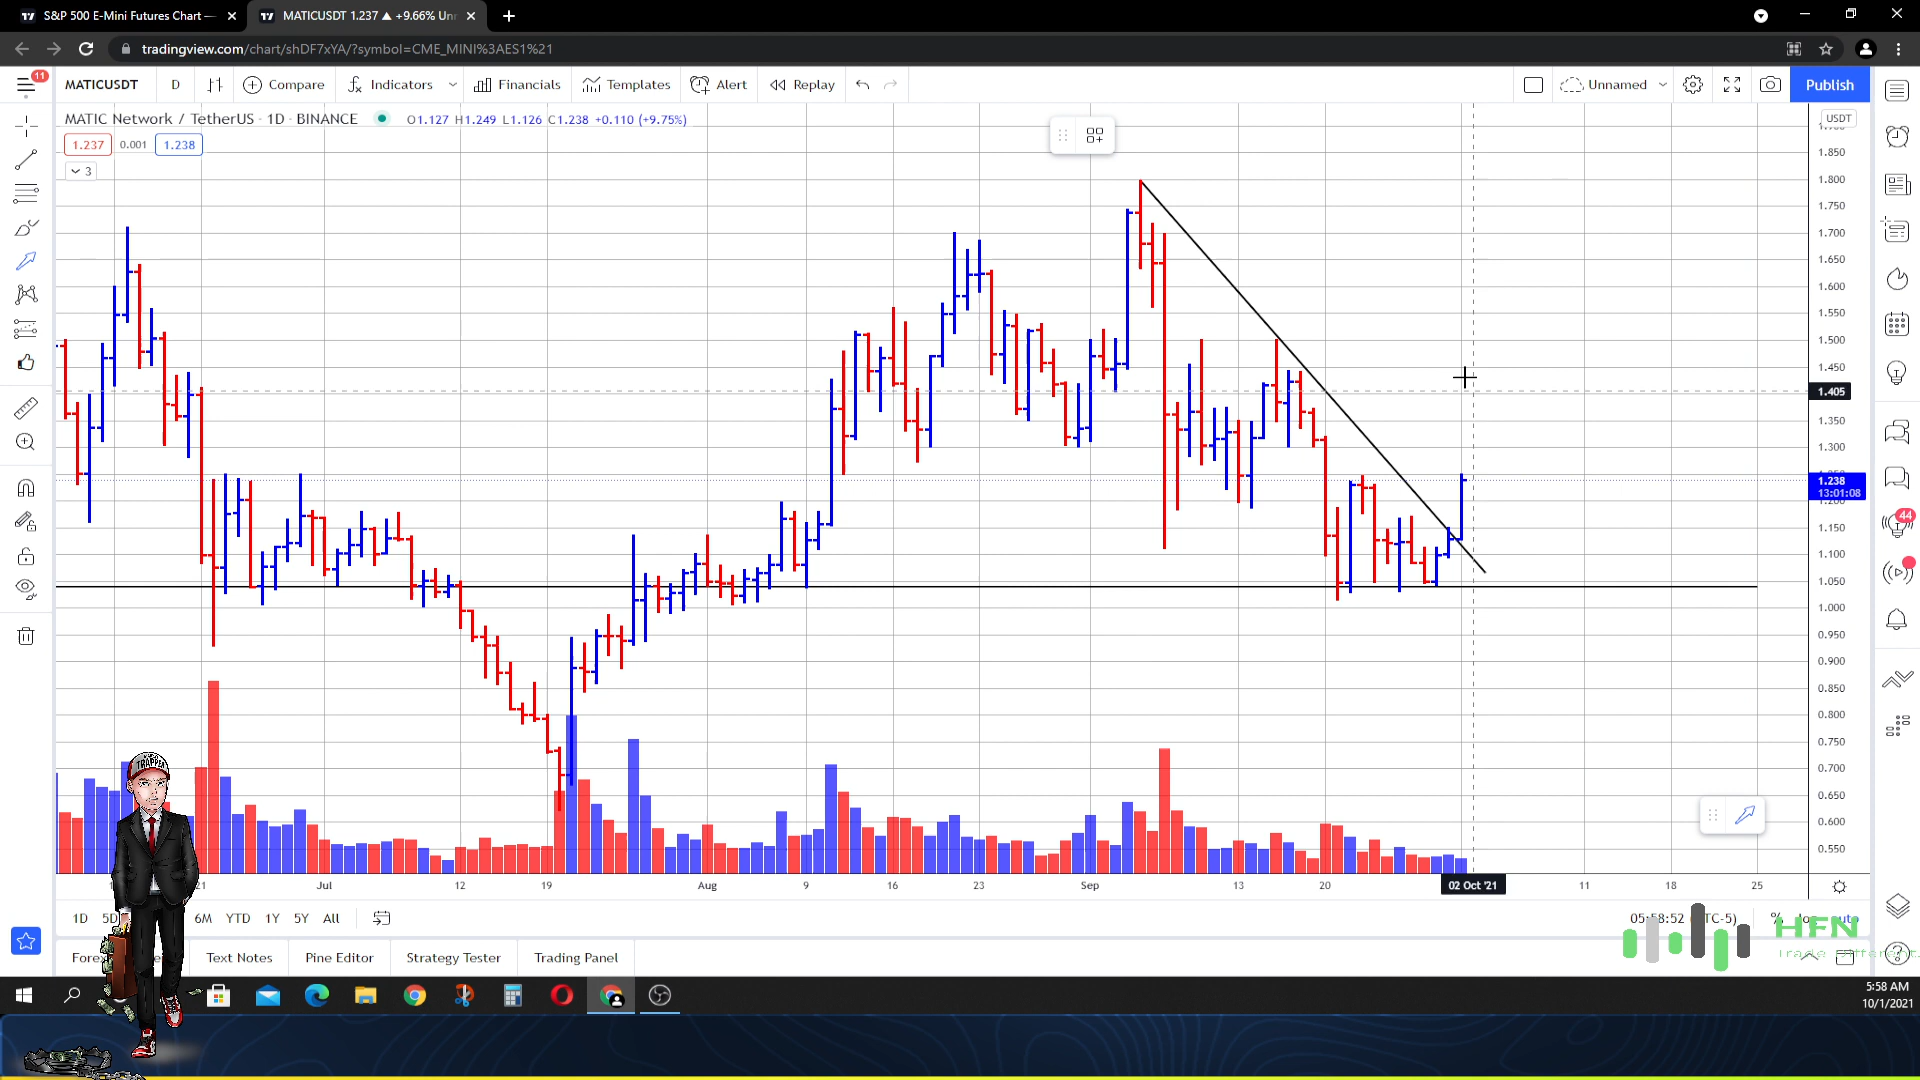 S&P 500 E-Mini Futures Chart —
MATICUSDT 1.237 ▲ +9.66% Unn
tradingview.com/chart/shDF7xYA/?symbol=CME_MINI%3AES1%21
11
MATICUSDT D Compare Indicators Financials Templates Alert Replay Unnamed Publish
MATIC Network / TetherUS · 1D · BINANCE O1.127 H1.249 L1.126 C1.238 +0.110 (+9.75%)
USDT
1.237 0.001 1.238
3
1.850
1.800
1.750
1.700
1.650
1.600
1.550
1.500
1.450
1.405
1.350
1.300
1.238
13:01:08
1.150
1.100
1.050
1.000
0.950
0.900
0.850
0.800
0.750
0.700
0.650
0.600
0.550
44
TRAPPER
21 Jul 12 19 Aug 9 16 23 Sep 13 20 02 Oct '21 11 18 25
1D 5D 6M YTD 1Y 5Y All
%
HFN
Trade Different.
Text Notes Pine Editor Strategy Tester Trading Panel
5:58 AM
10/1/2021